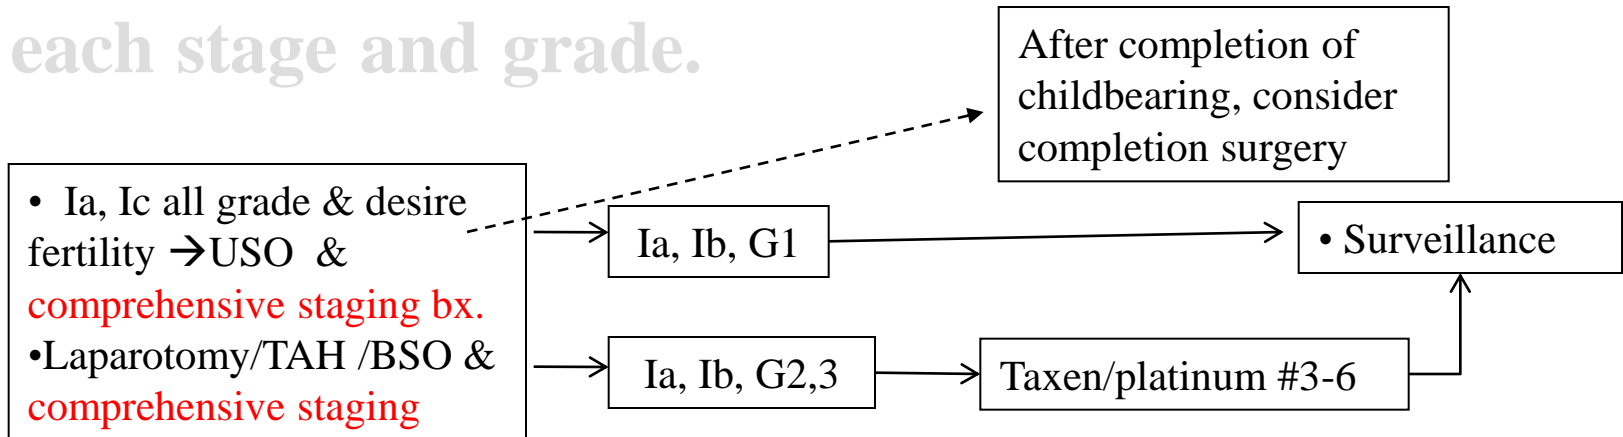 each stage and grade.
After completion of
childbearing, consider
completion surgery
• Ia, Ic all grade & desire
fertility →USO &
comprehensive staging bx.
•Laparotomy/TAH /BSO &
comprehensive staging
Ia, Ib, G1
• Surveillance
Ia, Ib, G2,3
Taxen/platinum #3-6